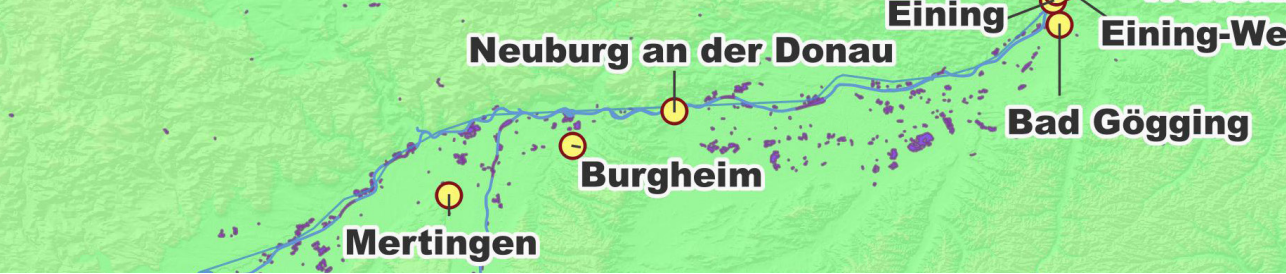 Eining
Eining-We
Neuburg an der Donau
Bad Gögging
Burgheim
Mertingen